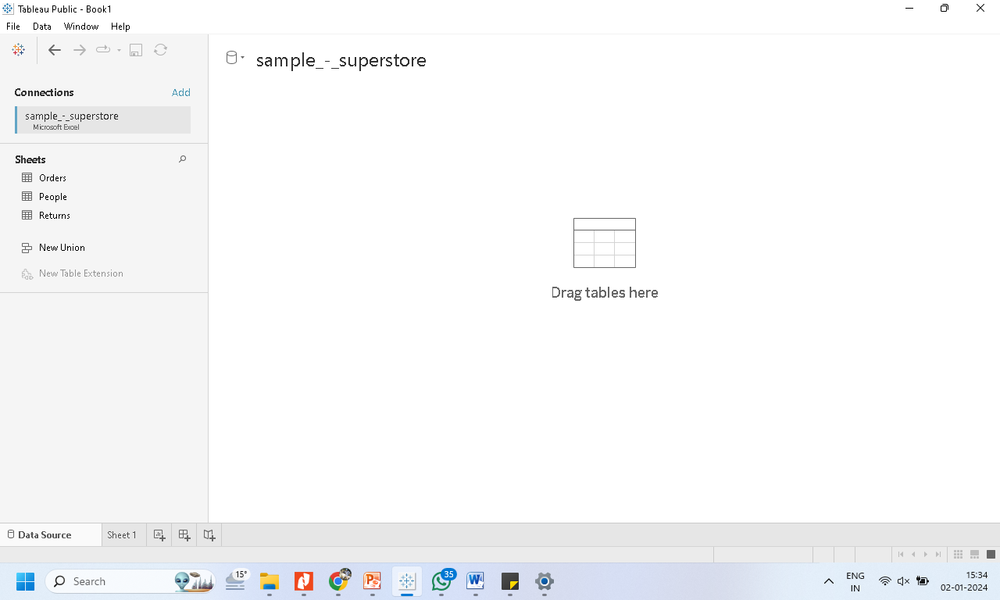 Tableau Public - Book1
File Data Window Help
Connections Add
sample_-_superstore
Microsoft Excel
Sheets
Orders
People
Returns
New Union
New Table Extension
sample_-_superstore
Drag tables here
Data Source Sheet 1
Search
15°
35
ENG
IN
15:34
02-01-2024